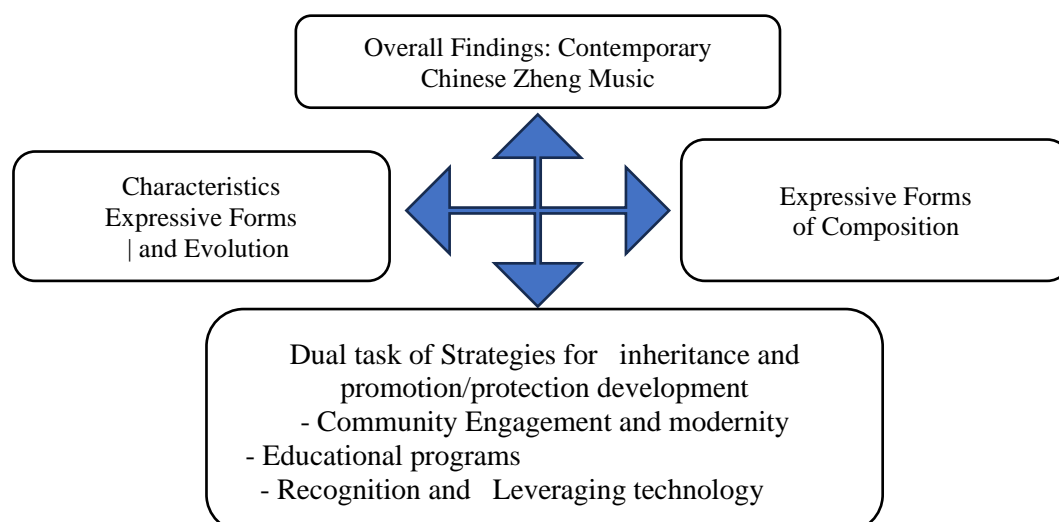 Overall Findings: Contemporary
Chinese Zheng Music
Characteristics
Expressive Forms
| and Evolution
Expressive Forms
of Composition
Dual task of Strategies for inheritance and
promotion/protection development
- Community Engagement and modernity
- Educational programs
- Recognition and Leveraging technology